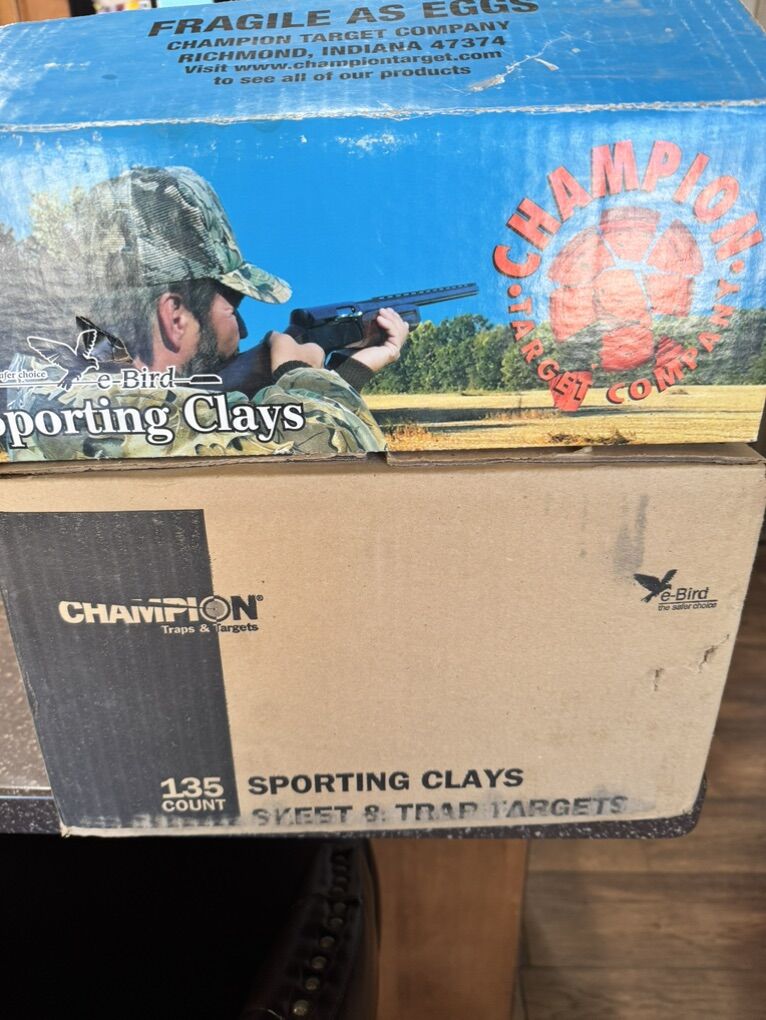 FRAGILE AS EGGS
CHAMPION TARGET COMPANY
RICHMOND, INDIANA 47374
Visit www.championtarget.com
to see all of our products
CHAMPION
TARGET COMPANY
choice
e-Bird
Sporting Clays
CHAMPION®
Traps & Targets
e-Bird
the safer choice
135
COUNT
SPORTING CLAYS
SKEET & TRAP TARGETS